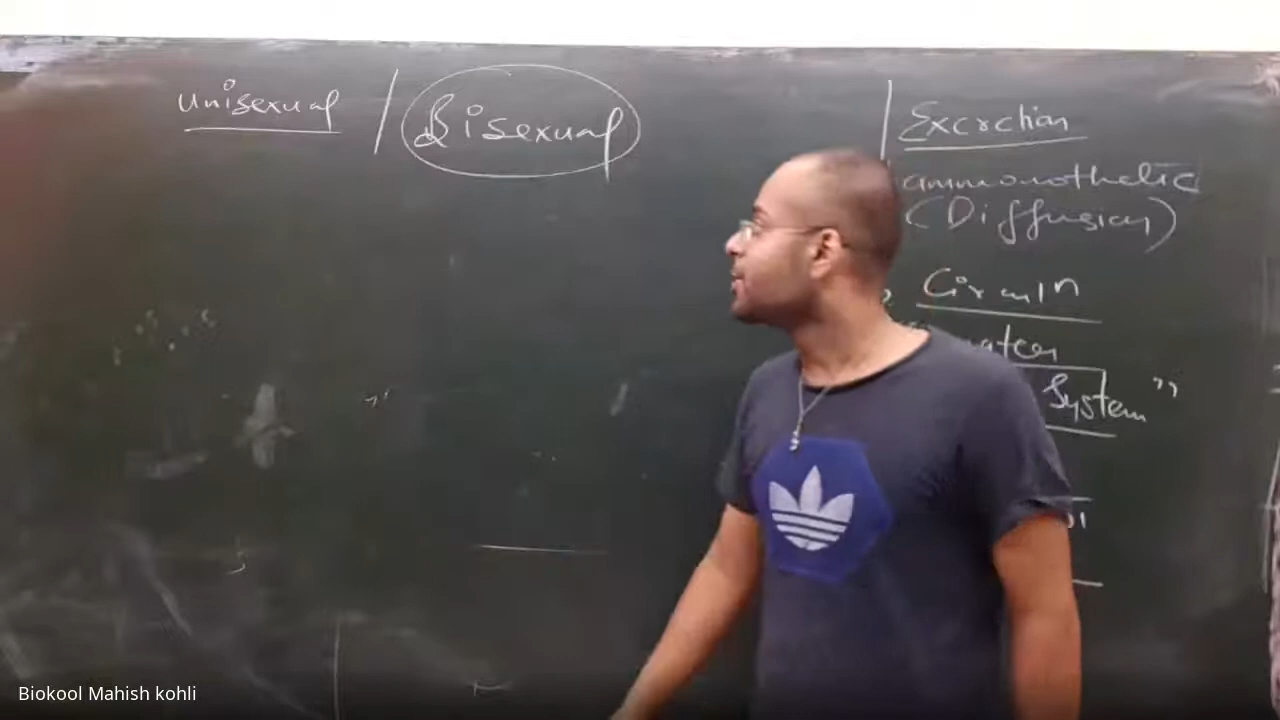 unisexual / Bisexual
Excretion
ammonothelic
(Diffusion)
Circuln
System”
Biokool Mahish kohli